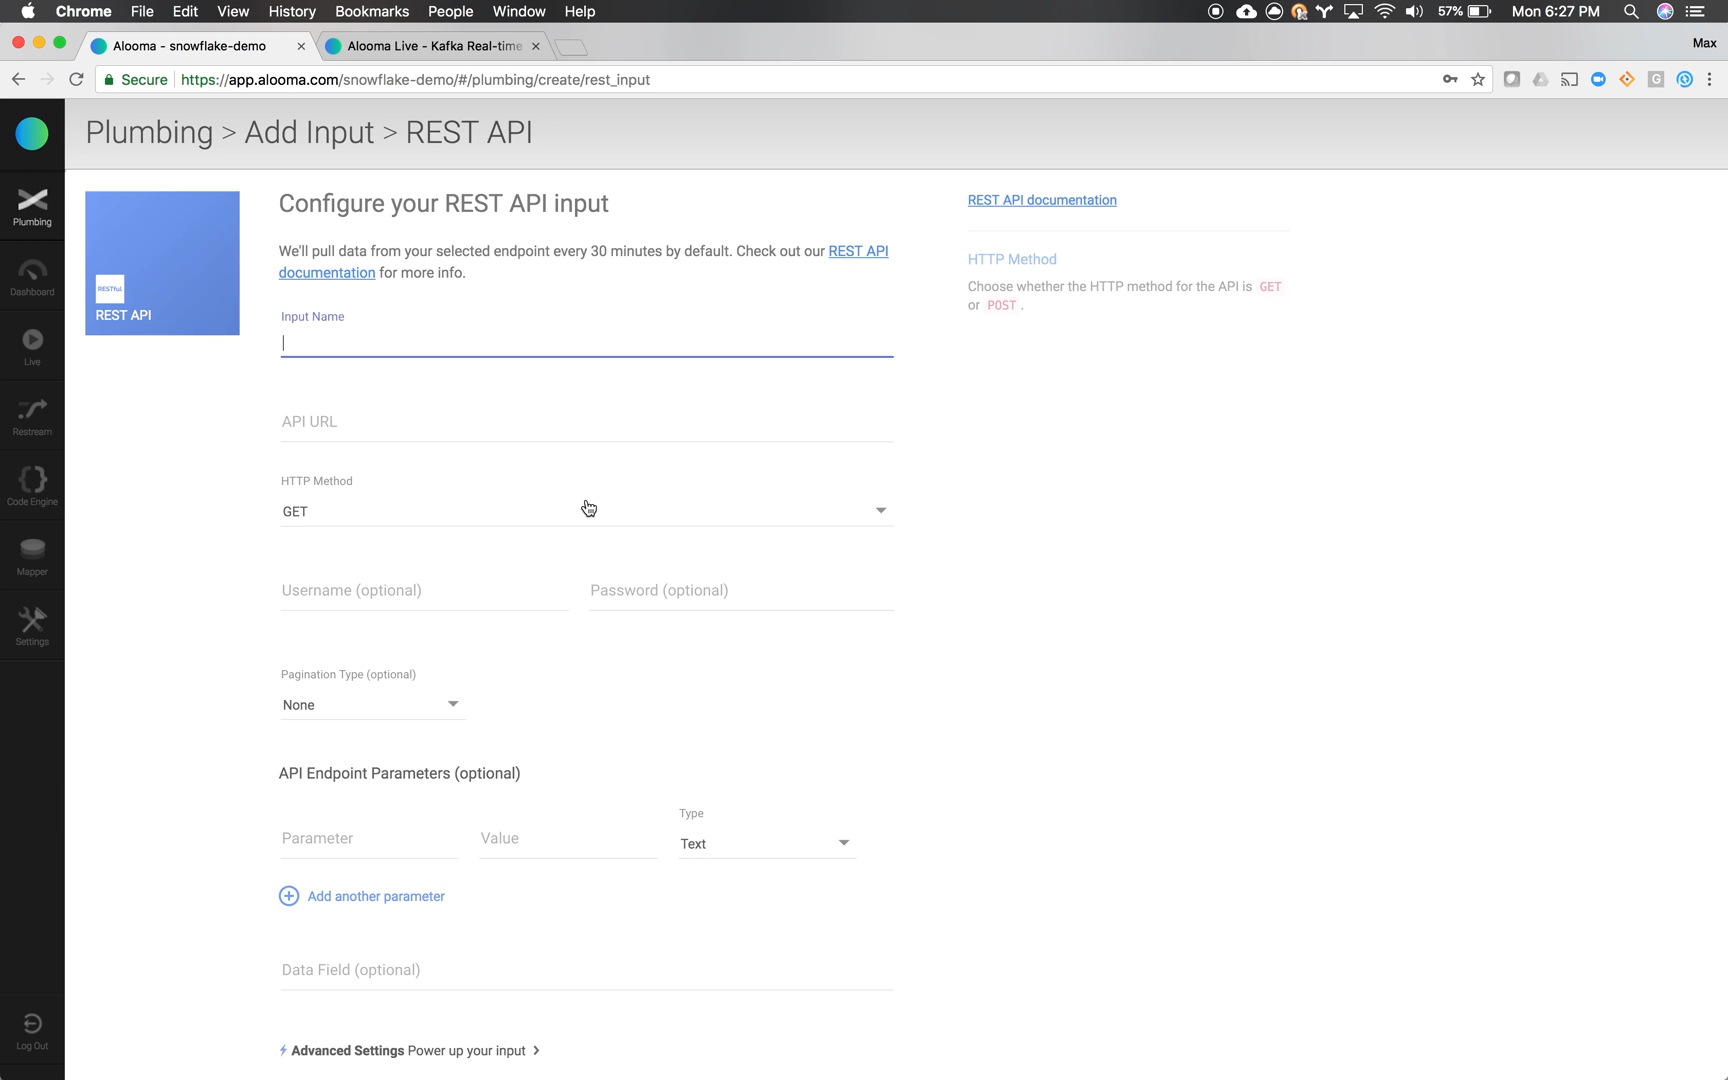 Chrome File Edit View History Bookmarks People Window Help 57% Mon 6:27 PM
Alooma - snowflake-demo Alooma Live - Kafka Real-time Max
Secure https://app.alooma.com/snowflake-demo/#/plumbing/create/rest_input G
Plumbing > Add Input > REST API
Plumbing
Dashboard
Live
Restream
Code Engine
Mapper
Settings
Log Out
RESTful
REST API
Configure your REST API input
We'll pull data from your selected endpoint every 30 minutes by default. Check out our REST API
documentation for more info.
Input Name
API URL
HTTP Method
GET
Username (optional) Password (optional)
Pagination Type (optional)
None
API Endpoint Parameters (optional)
Type
Parameter Value Text
Add another parameter
Data Field (optional)
Advanced Settings Power up your input >
REST API documentation
HTTP Method
Choose whether the HTTP method for the API is GET
or POST .